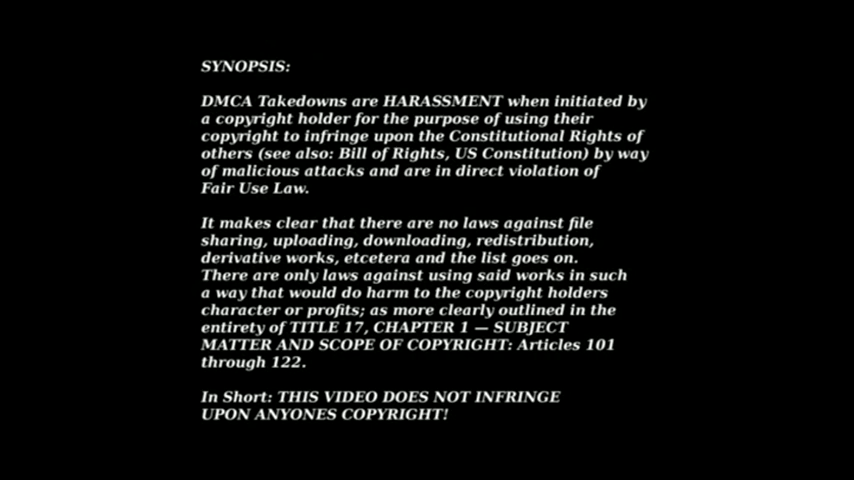 SYNOPSIS:
DMCA Takedowns are HARASSMENT when initiated by
a copyright holder for the purpose of using their
copyright to infringe upon the Constitutional Rights of
others (see also: Bill of Rights, US Constitution) by way
of malicious attacks and are in direct violation of
Fair Use Law.
It makes clear that there are no laws against file
sharing, uploading, downloading, redistribution,
derivative works, etcetera and the list goes on.
There are only laws against using said works in such
a way that would do harm to the copyright holders
character or profits; as more clearly outlined in the
entirety of TITLE 17, CHAPTER 1 — SUBJECT
MATTER AND SCOPE OF COPYRIGHT: Articles 101
through 122.
In Short: THIS VIDEO DOES NOT INFRINGE
UPON ANYONES COPYRIGHT!